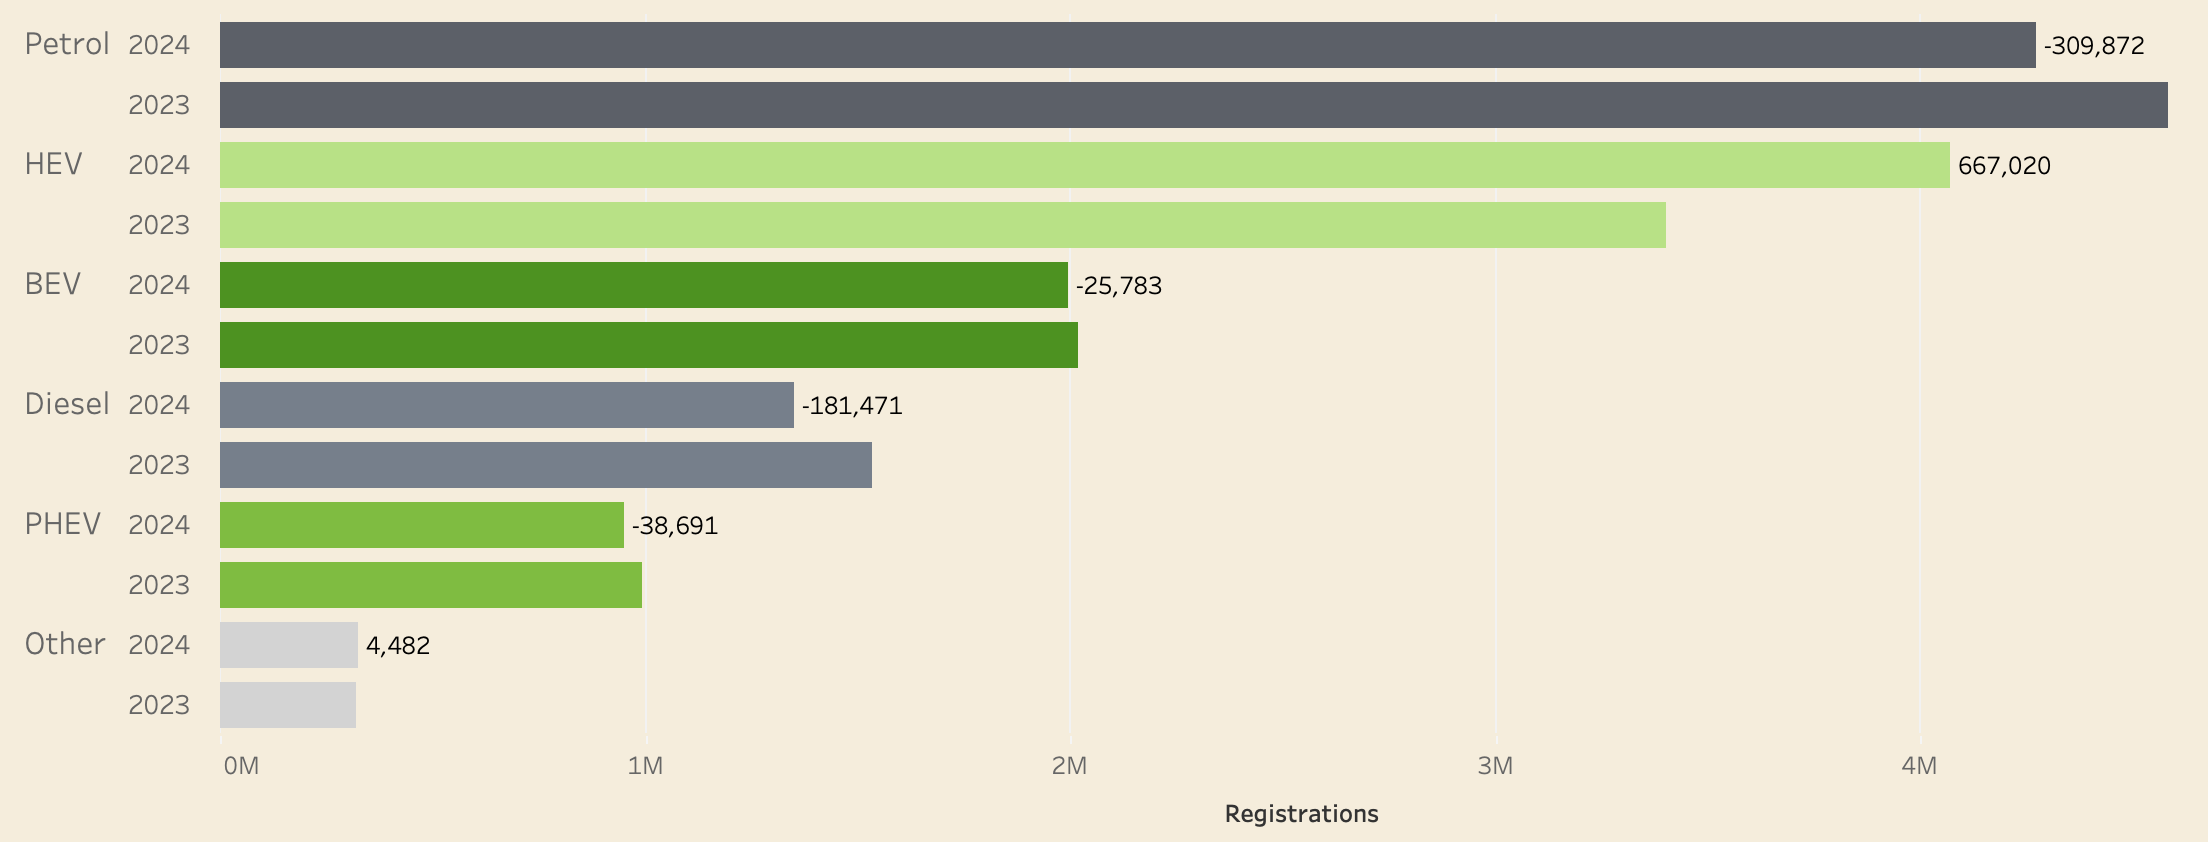 Petrol 2024 -309,872
2023
HEV 2024 667,020
2023
BEV 2024 -25,783
2023
Diesel 2024 -181,471
2023
PHEV 2024 -38,691
2023
Other 2024 4,482
2023
0M 1M 2M 3M 4M
Registrations